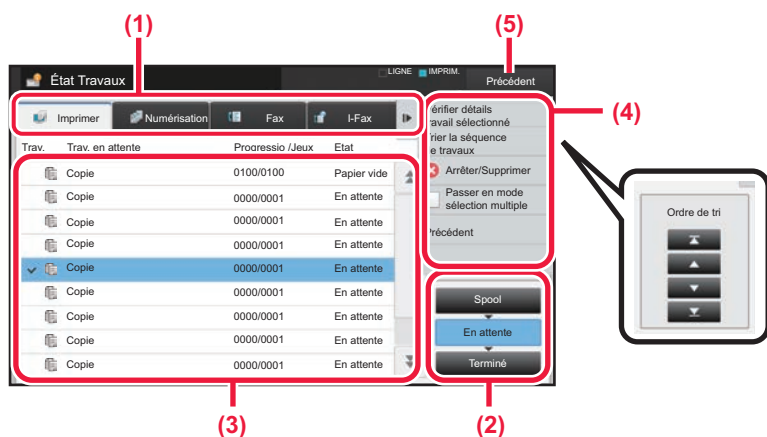 (1)
(5)
État Travaux
LIGNE
IMPRIM.
Précédent
Imprimer
Numérisation
Fax
I-Fax
(4)
Trav.
Trav. en attente
Progressio /Jeux
Etat
Copie
0100/0100
Papier vide
Copie
0000/0001
En attente
Copie
0000/0001
En attente
Copie
0000/0001
En attente
Copie
0000/0001
En attente
Copie
0000/0001
En attente
Copie
0000/0001
En attente
Copie
0000/0001
En attente
Copie
0000/0001
En attente
érifier détails
ravail sélectionné
rier la séquence
e travaux
Arrêter/Supprimer
Passer en mode
sélection multiple
récédent
Spool
En attente
Terminé
Ordre de tri
(3)
(2)